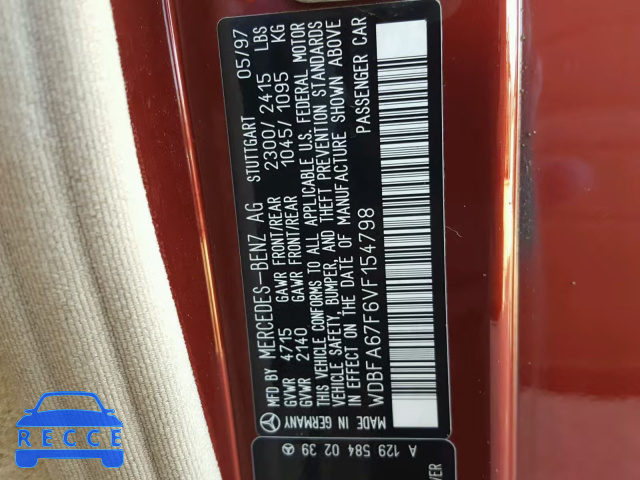 MFD BY MERCEDES-BENZ AG STUTTGART 05/97
GVWR 4715 GAWR FRONT/REAR 2300/2415 LBS
GVWR 2140 GAWR FRONT/REAR 1045/1095 KG
THIS VEHICLE CONFORMS TO ALL APPLICABLE U.S. FEDERAL MOTOR
VEHICLE SAFETY, BUMPER, AND THEFT PREVENTION STANDARDS
IN EFFECT ON THE DATE OF MANUFACTURE SHOWN ABOVE
WDBFA67F6VF154798 PASSENGER CAR
MADE IN GERMANY
A 129 584 02 39
RECCE